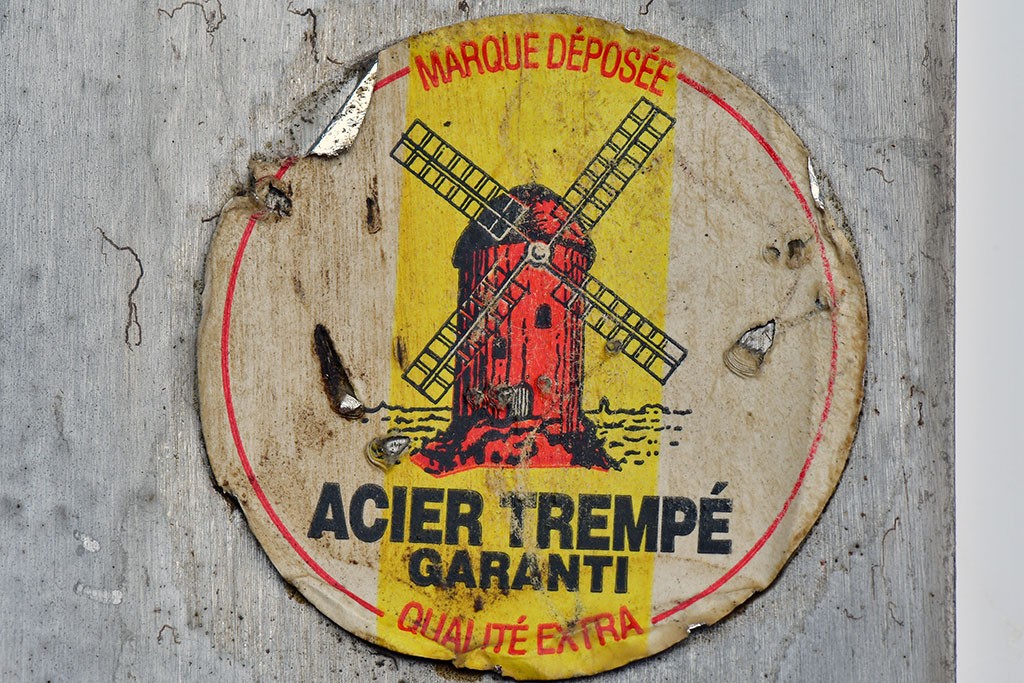 MARQUE DÉPOSÉE
ACIER TREMPÉ
GARANTI
QUALITÉ EXTRA